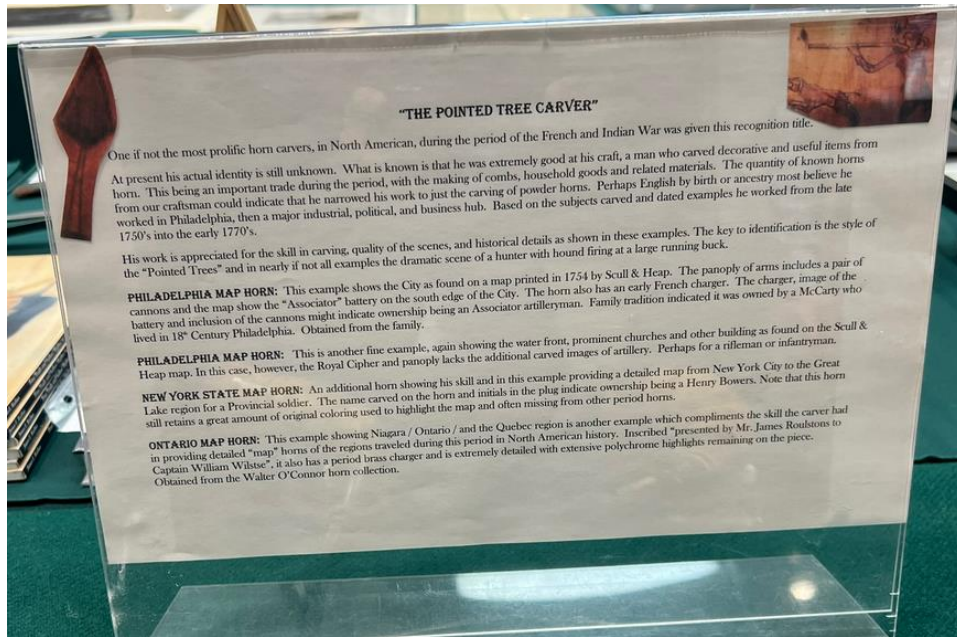 “THE POINTED TREE CARVER”
One if not the most prolific horn carvers, in North American, during the period of the French and Indian War was given this recognition title.
At present his actual identity is still unknown. What is known is that he was extremely good at his craft, a man who carved decorative and useful items from
horn. This being an important trade during the period, with the making of combs, household goods and related materials. The quantity of known horns
from our craftsman could indicate that he narrowed his work to just the carving of powder horns. Perhaps English by birth or ancestry most believe he
worked in Philadelphia, then a major industrial, political, and business hub. Based on the subjects carved and dated examples he worked from the late
1750’s into the early 1770’s.
His work is appreciated for the skill in carving, quality of the scenes, and historical details as shown in these examples. The key to identification is the style of
the “Pointed Trees” and in nearly if not all examples the dramatic scene of a hunter with hound firing at a large running buck.
PHILADELPHIA MAP HORN: This example shows the City as found on a map printed in 1754 by Scull & Heap. The panoply of arms includes a pair of
cannons and the map show the “Associator” battery on the south edge of the City. The horn also has an early French charger. The charger, image of the
battery and inclusion of the cannons might indicate ownership being an Associator artilleryman. Family tradition indicated it was owned by a McCarty who
lived in 18th Century Philadelphia. Obtained from the family.
PHILADELPHIA MAP HORN: This is another fine example, again showing the water front, prominent churches and other building as found on the Scull &
Heap map. In this case, however, the Royal Cipher and panoply lacks the additional carved images of artillery. Perhaps for a rifleman or infantryman.
NEW YORK STATE MAP HORN: An additional horn showing his skill and in this example providing a detailed map from New York City to the Great
Lake region for a Provincial soldier. The name carved on the horn and initials in the plug indicate ownership being a Henry Bowers. Note that this horn
still retains a great amount of original coloring used to highlight the map and often missing from other period horns.
ONTARIO MAP HORN: This example showing Niagara / Ontario / and the Quebec region is another example which compliments the skill the carver had
in providing detailed “map” horns of the regions traveled during this period in North American history. Inscribed “presented by Mr. James Roulstons to
Captain William Wilstse”, it also has a period brass charger and is extremely detailed with extensive polychrome highlights remaining on the piece.
Obtained from the Walter O’Connor horn collection.